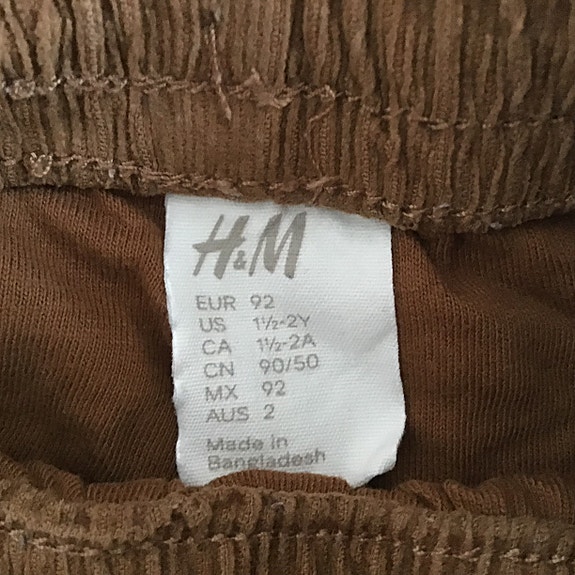 H&M
EUR 92
US 1½-2Y
CA 1½-2A
CN 90/50
MX 92
AUS 2
Made in
Bangladesh